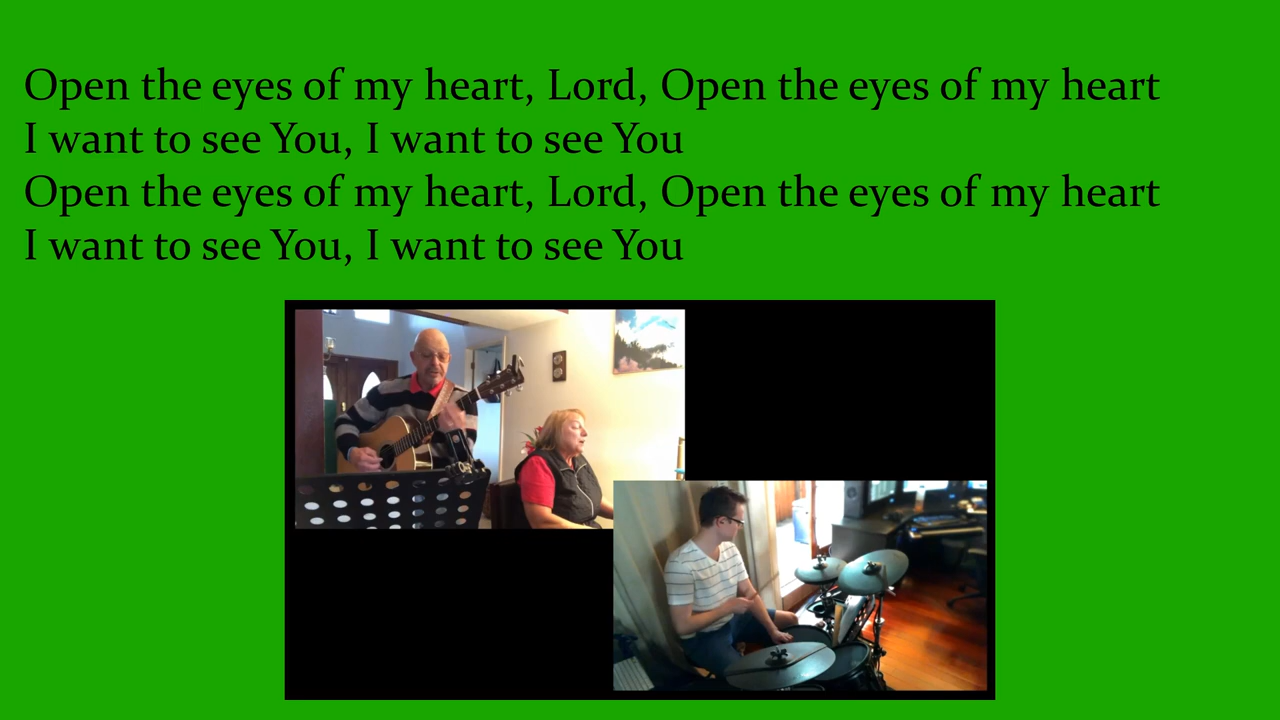 Open the eyes of my heart, Lord, Open the eyes of my heart
I want to see You, I want to see You
Open the eyes of my heart, Lord, Open the eyes of my heart
I want to see You, I want to see You